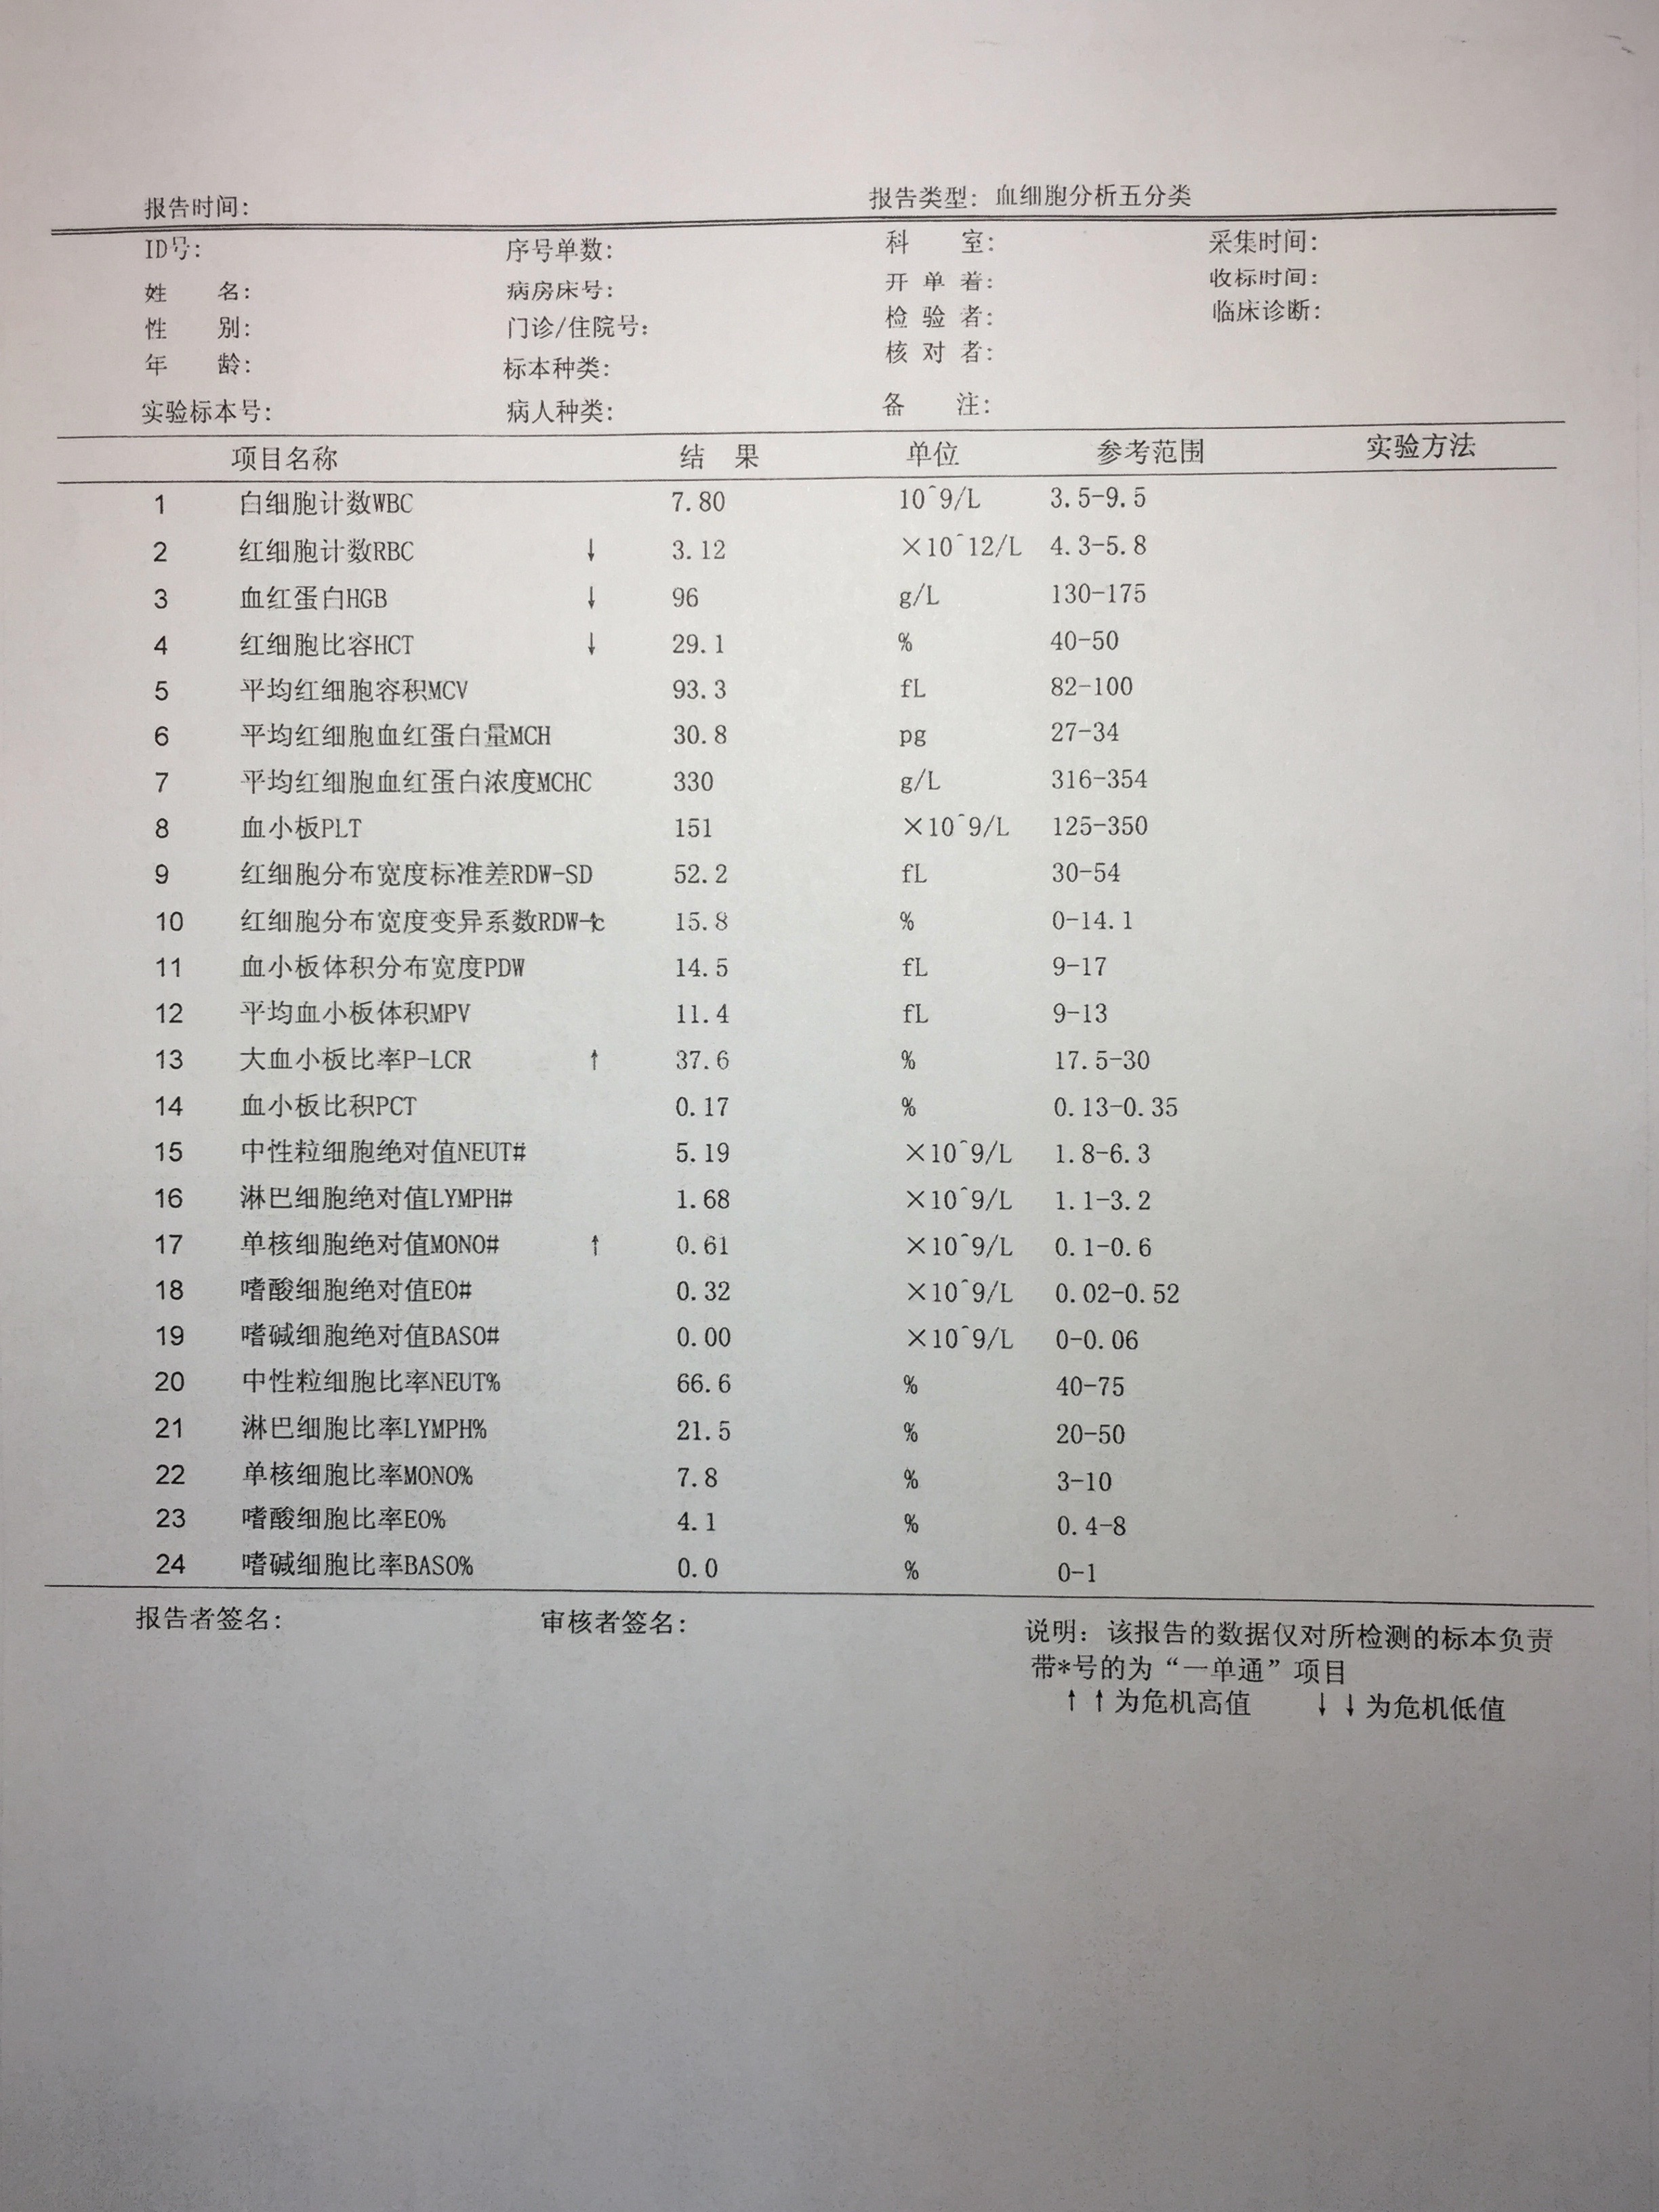 报告时间: 报告类型: 血细胞分析五分类
ID号: 序号单数: 科 室: 采集时间:
姓 名: 病房床号: 开 单 着: 收标时间:
性 别: 门诊/住院号: 检 验 者: 临床诊断:
年 龄: 标本种类: 核 对 者:
实验标本号: 病人种类: 备 注:
项目名称 结 果 单位 参考范围 实验方法
1 白细胞计数WBC 7.80 10^9/L 3.5-9.5
2 红细胞计数RBC ↓ 3.12 ×10^12/L 4.3-5.8
3 血红蛋白HGB ↓ 96 g/L 130-175
4 红细胞比容HCT ↓ 29.1 % 40-50
5 平均红细胞容积MCV 93.3 fL 82-100
6 平均红细胞血红蛋白量MCH 30.8 pg 27-34
7 平均红细胞血红蛋白浓度MCHC 330 g/L 316-354
8 血小板PLT 151 ×10^9/L 125-350
9 红细胞分布宽度标准差RDW-SD 52.2 fL 30-54
10 红细胞分布宽度变异系数RDW-↑c 15.8 % 0-14.1
11 血小板体积分布宽度PDW 14.5 fL 9-17
12 平均血小板体积MPV 11.4 fL 9-13
13 大血小板比率P-LCR ↑ 37.6 % 17.5-30
14 血小板比积PCT 0.17 % 0.13-0.35
15 中性粒细胞绝对值NEUT# 5.19 ×10^9/L 1.8-6.3
16 淋巴细胞绝对值LYMPH# 1.68 ×10^9/L 1.1-3.2
17 单核细胞绝对值MONO# ↑ 0.61 ×10^9/L 0.1-0.6
18 嗜酸细胞绝对值EO# 0.32 ×10^9/L 0.02-0.52
19 嗜碱细胞绝对值BASO# 0.00 ×10^9/L 0-0.06
20 中性粒细胞比率NEUT% 66.6 % 40-75
21 淋巴细胞比率LYMPH% 21.5 % 20-50
22 单核细胞比率MONO% 7.8 % 3-10
23 嗜酸细胞比率EO% 4.1 % 0.4-8
24 嗜碱细胞比率BASO% 0.0 % 0-1
报告者签名: 审核者签名: 说明: 该报告的数据仅对所检测的标本负责
带*号的为“一单通”项目
↑↑为危机高值 ↓↓为危机低值